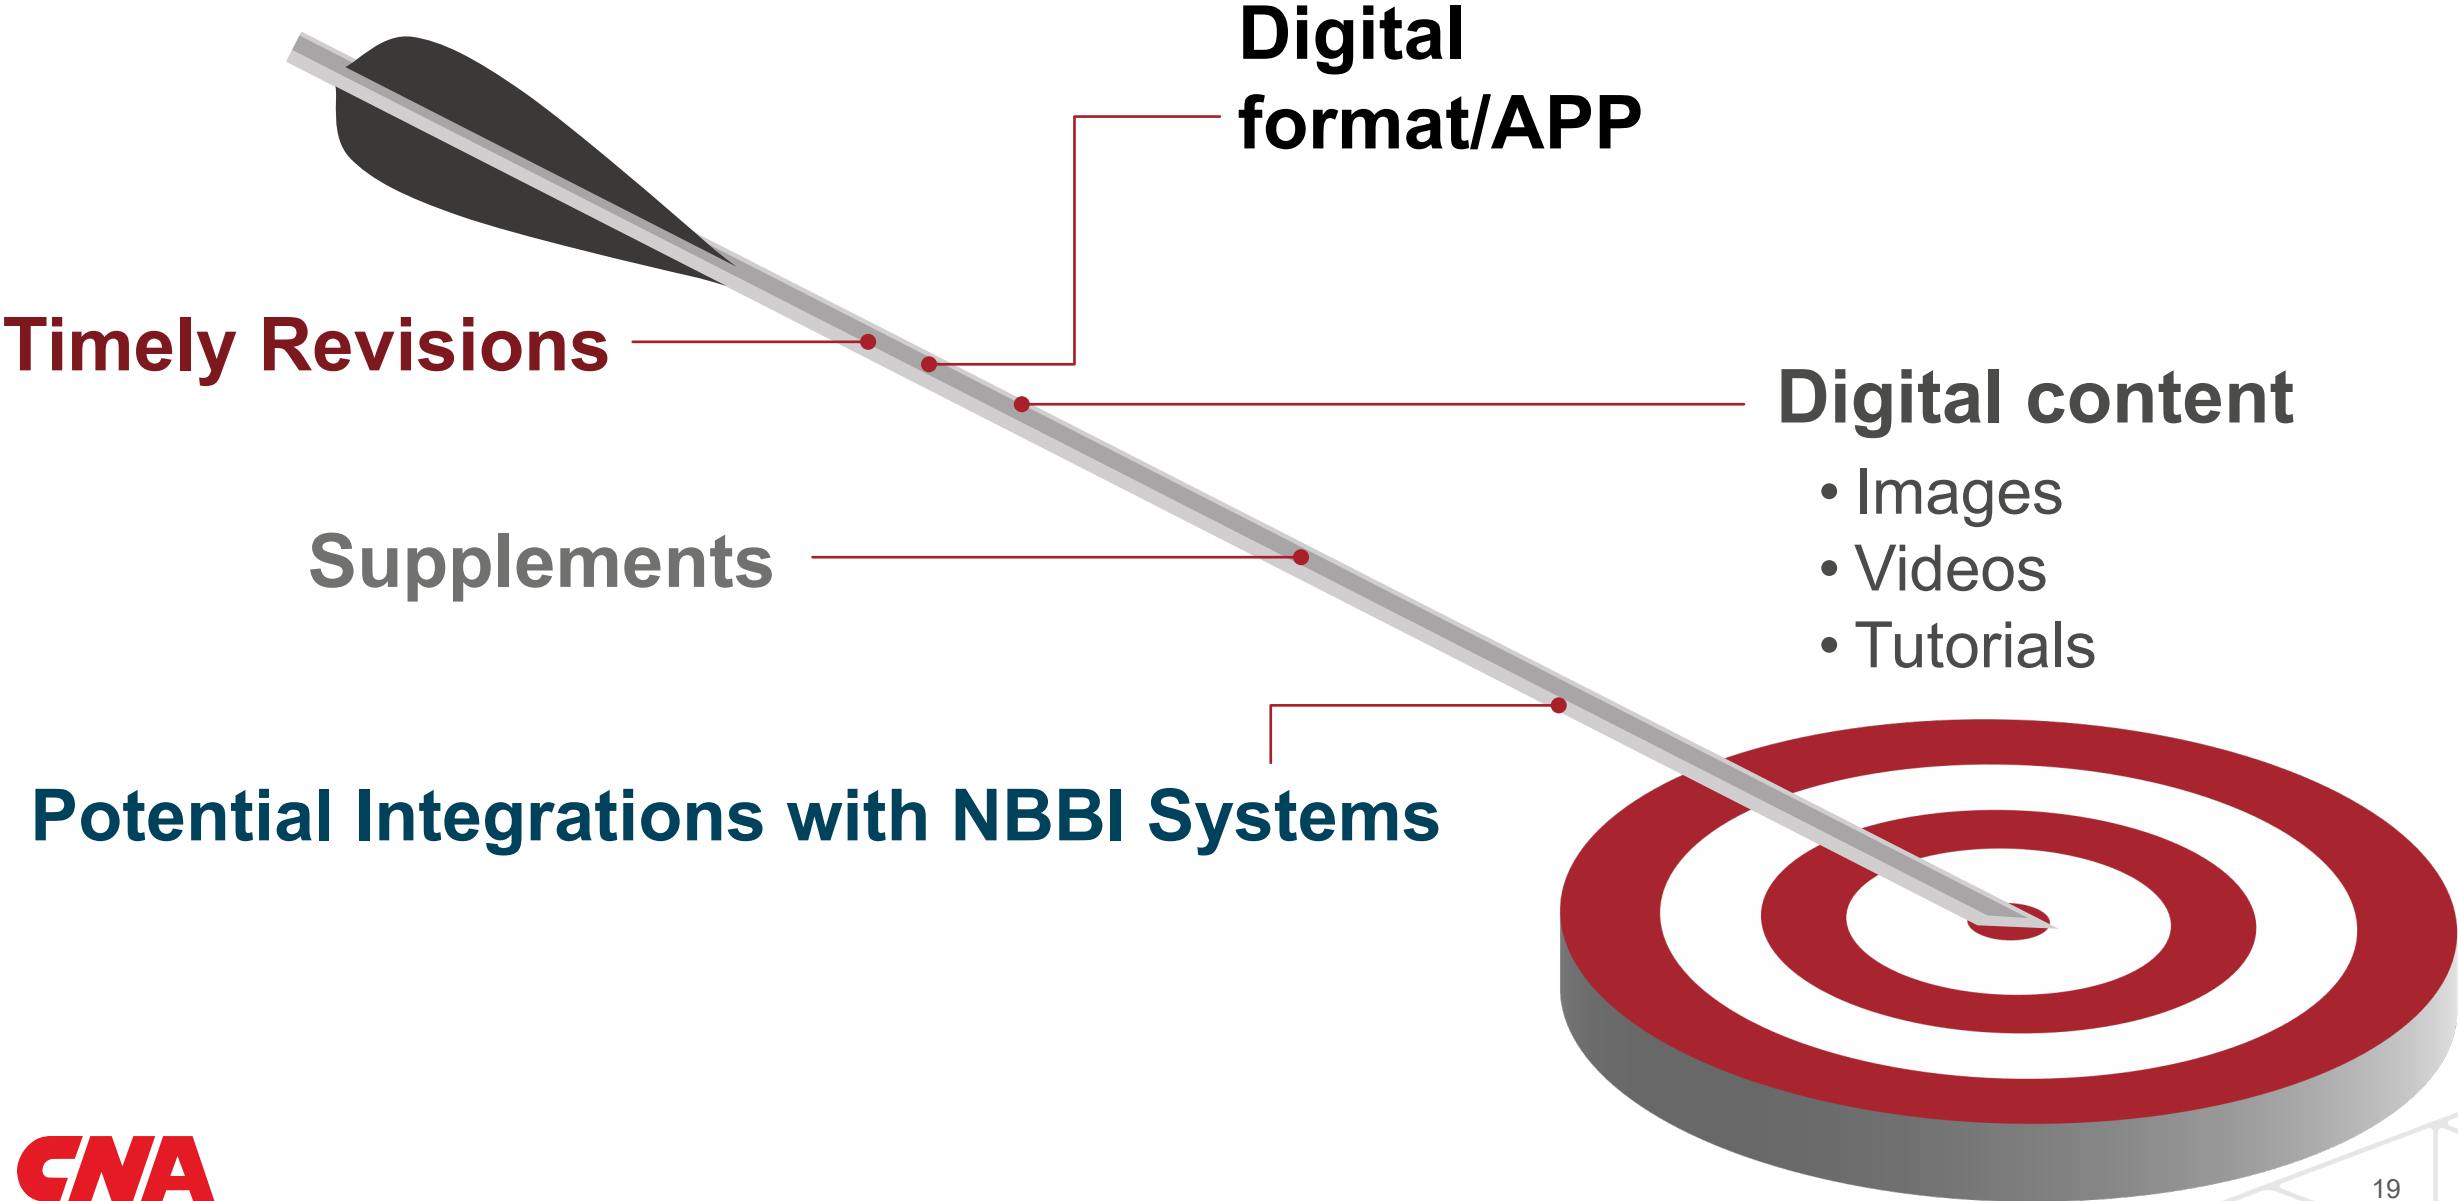 Digital
format/APP
Timely Revisions
Digital content
• Images
• Videos
• Tutorials
Supplements
Potential Integrations with NBBI Systems
CNA
19